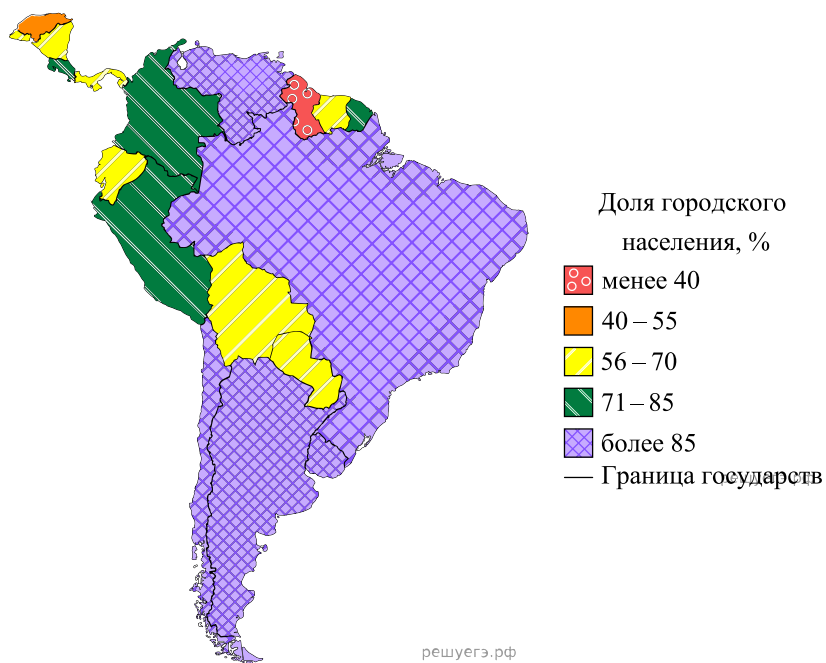 Доля городского
населения, %
менее 40
40 – 55
56 – 70
71 – 85
более 85
Граница государств
решуегэ.рф